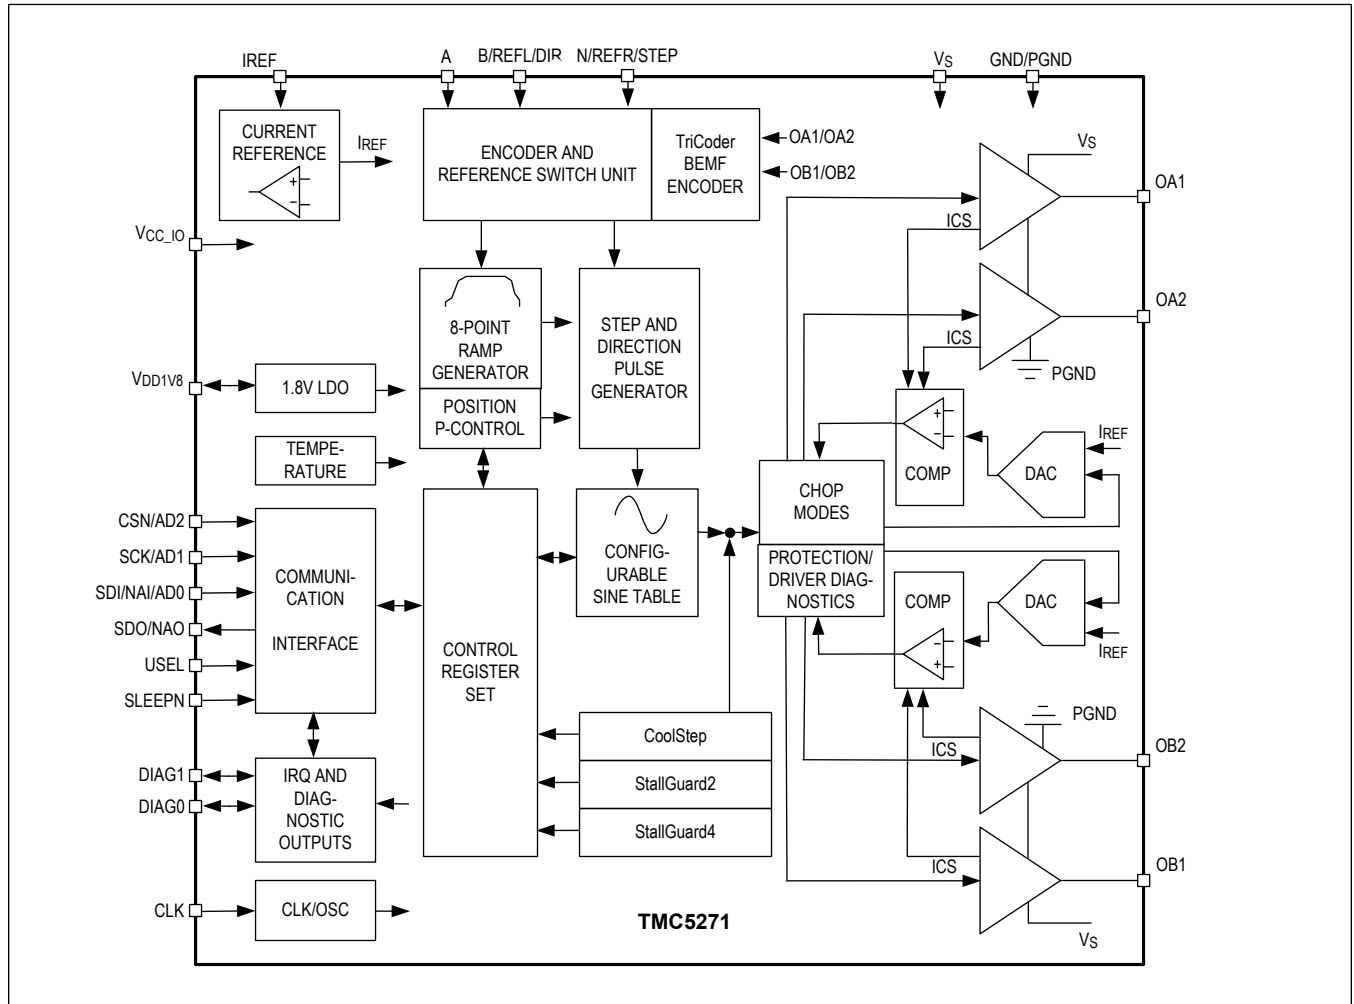 IREF
A
B/REFL/DIR
N/REFR/STEP
VS
GND/PGND
CURRENT
REFERENCE
IREF
ENCODER AND
REFERENCE SWITCH UNIT
TriCoder
BEMF
ENCODER
OA1/OA2
OB1/OB2
VS
OA1
ICS
VCC_IO
8-POINT
RAMP
GENERATOR
POSITION
P-CONTROL
STEP AND
DIRECTION
PULSE
GENERATOR
OA2
ICS
PGND
VDD1V8
1.8V LDO
TEMPE-
RATURE
+
−
COMP
DAC
IREF
CHOP
MODES
PROTECTION/
DRIVER DIAG-
NOSTICS
CSN/AD2
SCK/AD1
SDI/NAI/AD0
SDO/NAO
USEL
SLEEPN
COMMUNI-
CATION
INTERFACE
CONTROL
REGISTER
SET
CONFIG-
URABLE
SINE TABLE
COMP
−
+
DAC
IREF
CoolStep
StallGuard2
StallGuard4
PGND
ICS
OB2
DIAG1
DIAG0
IRQ AND
DIAG-
NOSTIC
OUTPUTS
ICS
OB1
CLK
CLK/OSC
TMC5271
VS